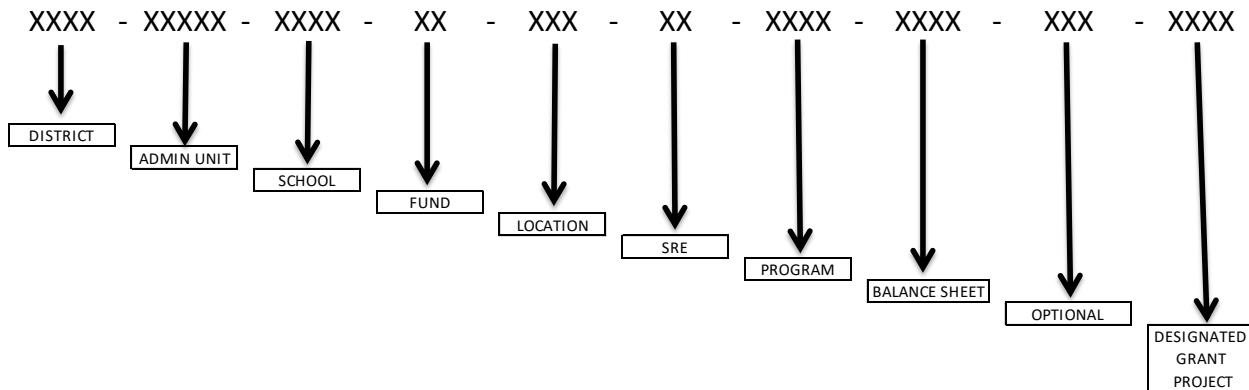 XXXX - XXXXX - XXXX - XX - XXX - XX - XXXX - XXXX - XXX - XXXX
DISTRICT
ADMIN UNIT
SCHOOL
FUND
LOCATION
SRE
PROGRAM
BALANCE SHEET
OPTIONAL
DESIGNATED
GRANT
PROJECT